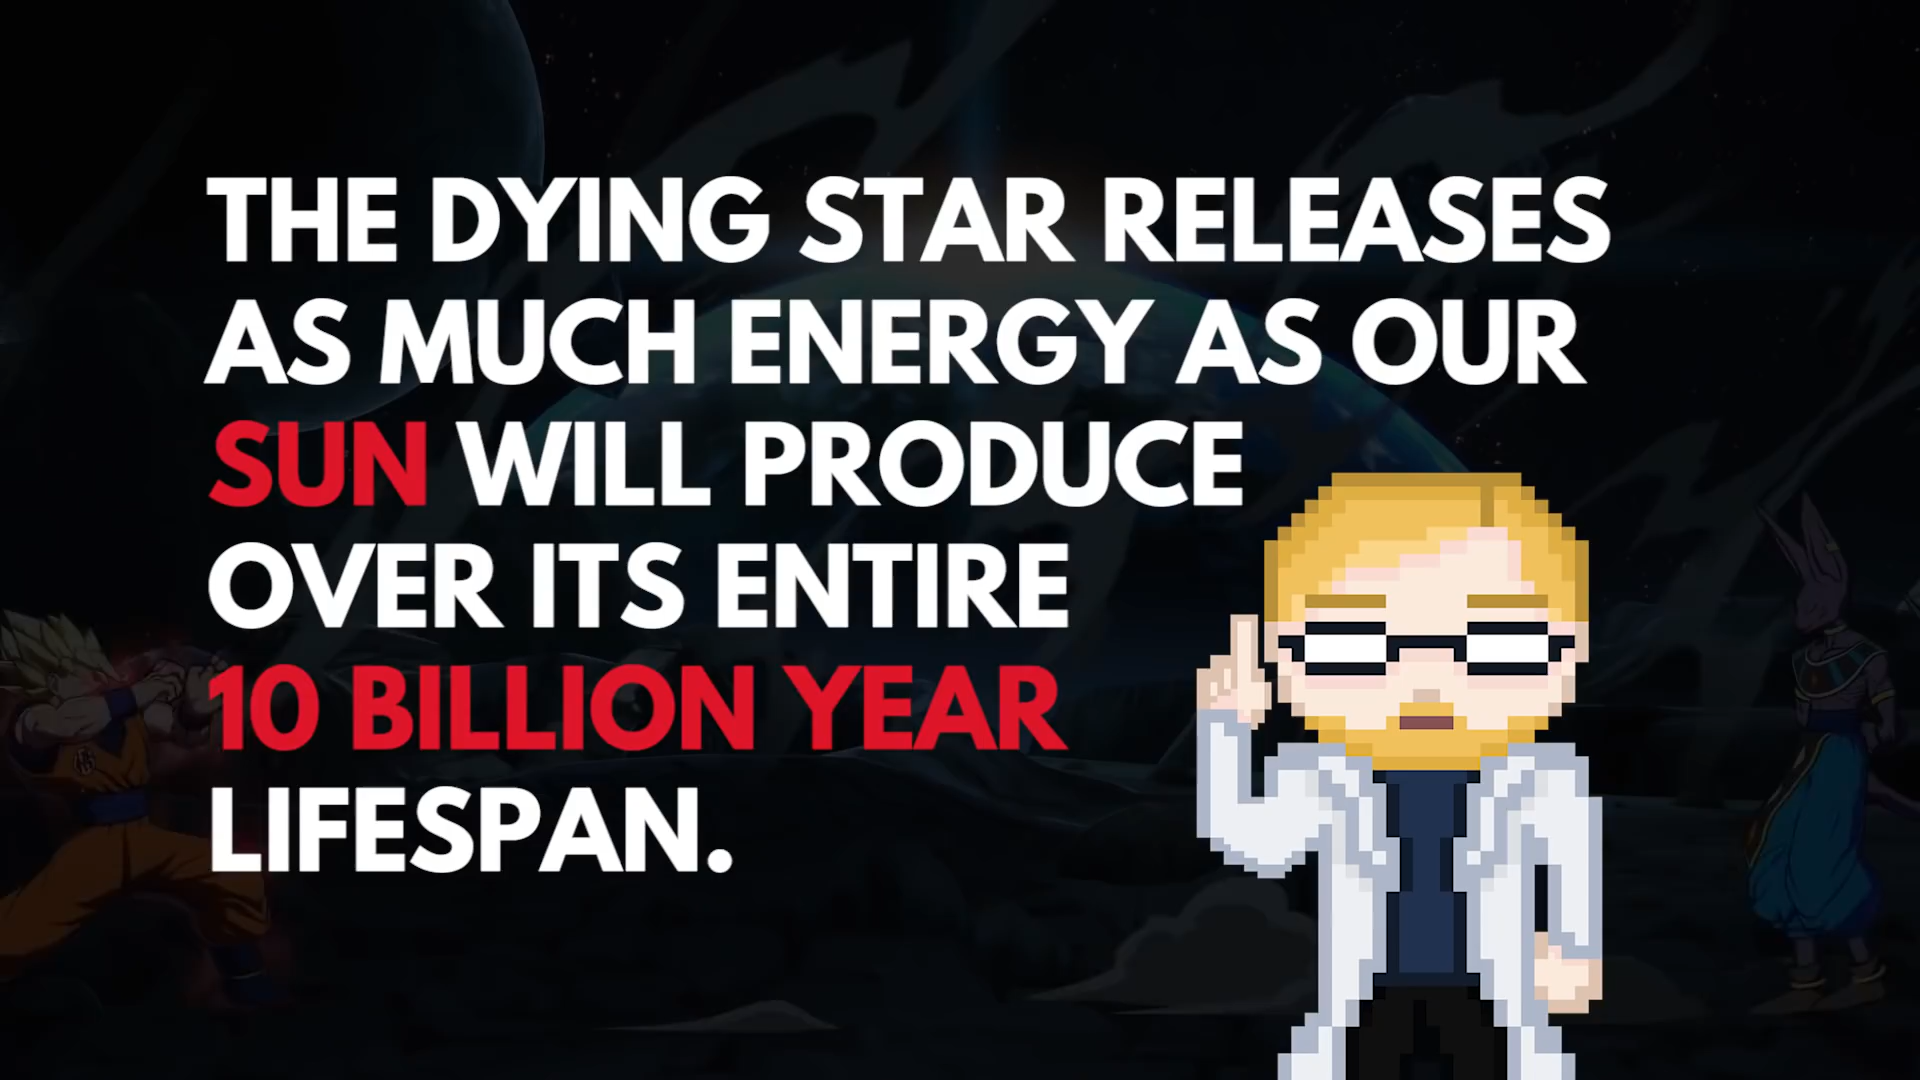 THE DYING STAR RELEASES
AS MUCH ENERGY AS OUR
SUN WILL PRODUCE
OVER ITS ENTIRE
10 BILLION YEAR
LIFESPAN.